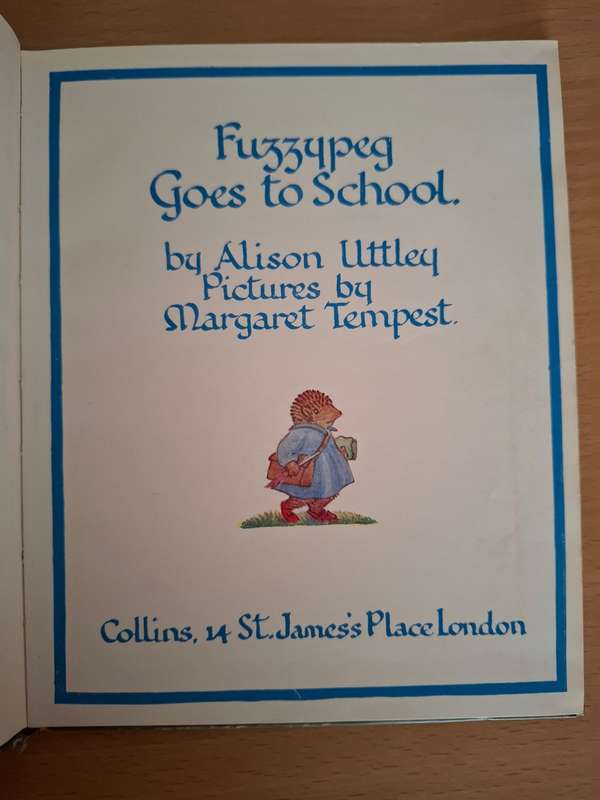 Fuzzypeg
Goes to School.
by Alison Uttley
Pictures by
Margaret Tempest.
Collins, 14 St. James's Place London